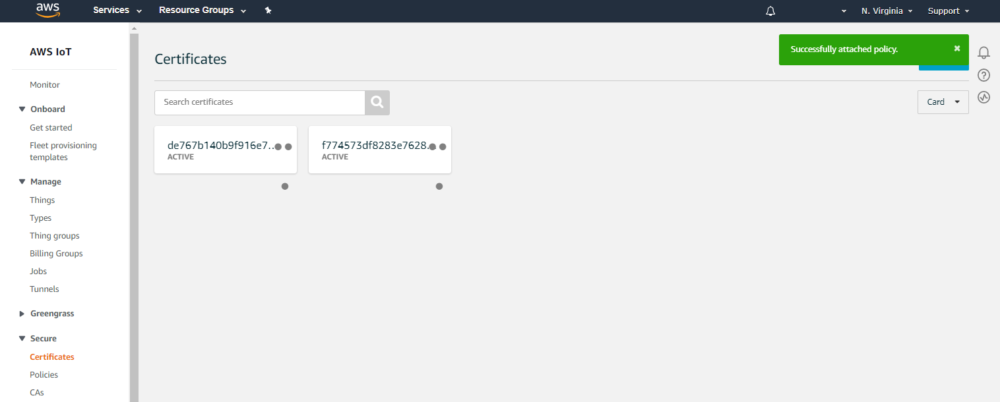 aws
Services
Resource Groups
N. Virginia
Support
AWS IoT
Monitor
Onboard
Get started
Fleet provisioning
templates
Manage
Things
Types
Thing groups
Billing Groups
Jobs
Tunnels
Greengrass
Secure
Certificates
Policies
CAs
Certificates
Successfully attached policy.
Search certificates
Card
de767b140b9f916e7...
ACTIVE
f774573df8283e7628...
ACTIVE